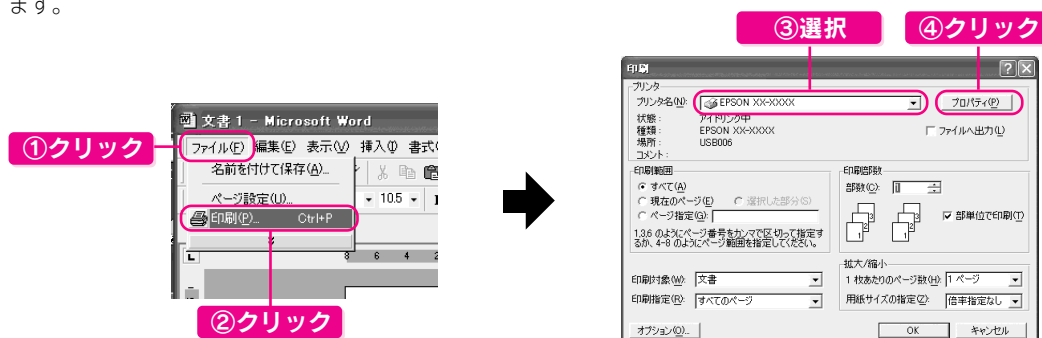 ます。
③選択
④クリック
①クリック
文書 1 - Microsoft Word
ファイル(F) 編集(E) 表示(V) 挿入(I) 書式(
名前を付けて保存(A)...
ページ設定(U)...
10.5
印刷(P)... Ctrl+P
L
8 6 4 2
②クリック
印刷
プリンタ
プリンタ名(N): EPSON XX-XXXX
プロパティ(P)
状態： アイドリング中
種類： EPSON XX-XXXX
ファイルへ出力(L)
場所： USB006
コメント：
印刷範囲
すべて(A)
現在のページ(E) 選択した部分(S)
ページ指定(G):
1,3,6 のようにページ番号をカンマで区切って指定す
るか、4-8 のようにページ範囲を指定してください。
印刷部数
部数(C): 1
3
2
1
3
2
1
部単位で印刷(T)
印刷対象(W): 文書
印刷指定(R): すべてのページ
拡大/縮小
1 枚あたりのページ数(H): 1 ページ
用紙サイズの指定(Z): 倍率指定なし
オプション(O)...
OK
キャンセル